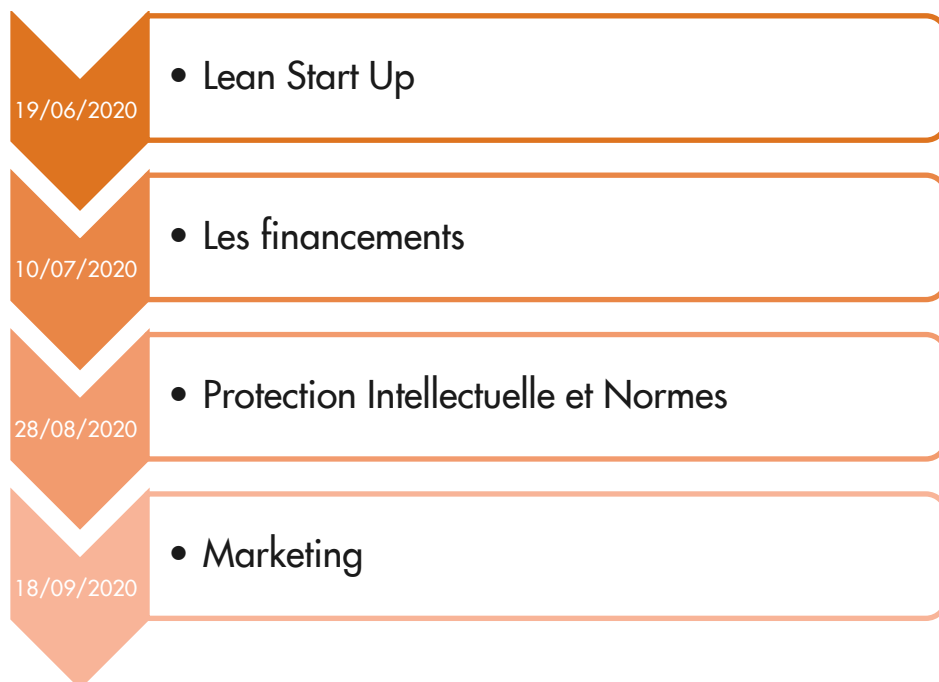 19/06/2020
• Lean Start Up
10/07/2020
• Les financements
28/08/2020
• Protection Intellectuelle et Normes
18/09/2020
• Marketing